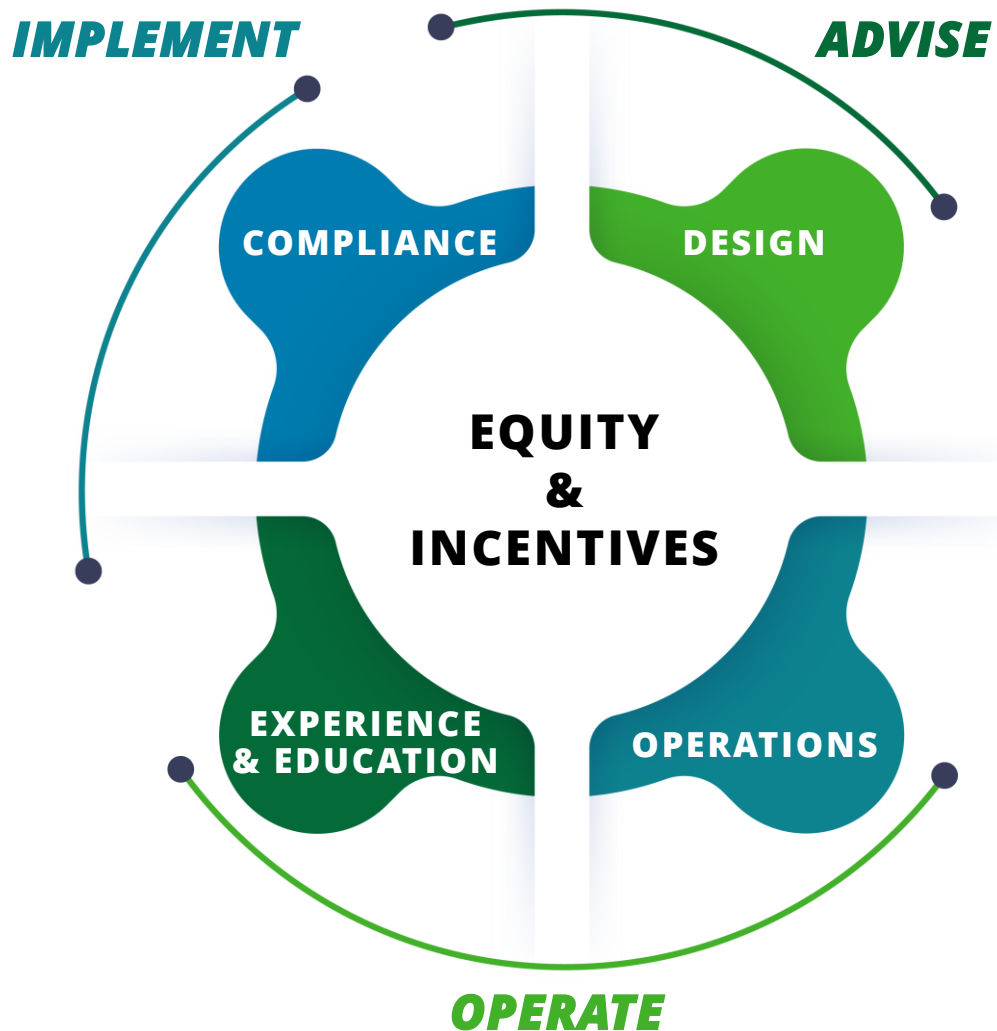 IMPLEMENT
ADVISE
COMPLIANCE
DESIGN
EQUITY
&
INCENTIVES
EXPERIENCE
& EDUCATION
OPERATIONS
OPERATE